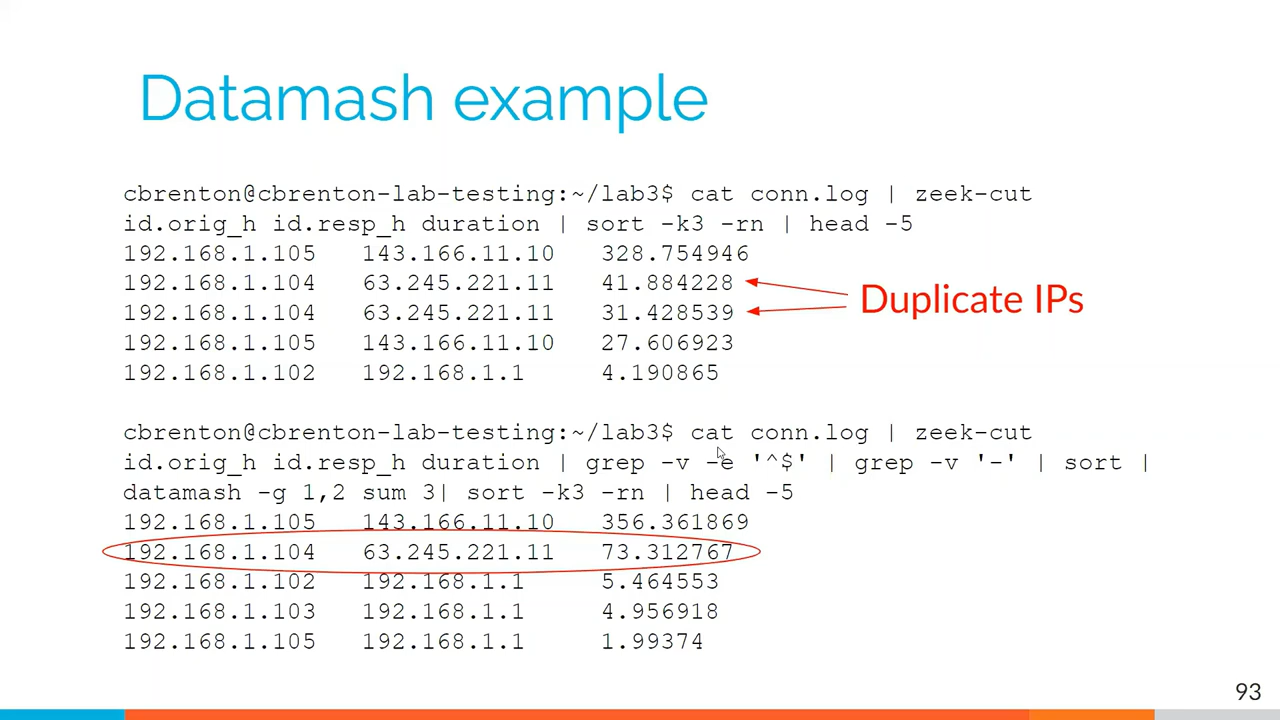 Datamash example
cbrenton@cbrenton-lab-testing:~/lab3$ cat conn.log | zeek-cut
id.orig_h id.resp_h duration | sort -k3 -rn | head -5
192.168.1.105 143.166.11.10 328.754946
192.168.1.104 63.245.221.11 41.884228
192.168.1.104 63.245.221.11 31.428539
192.168.1.105 143.166.11.10 27.606923
192.168.1.102 192.168.1.1 4.190865
Duplicate IPs
cbrenton@cbrenton-lab-testing:~/lab3$ cat conn.log | zeek-cut
id.orig_h id.resp_h duration | grep -v -e '^$' | grep -v '-' | sort |
datamash -g 1,2 sum 3| sort -k3 -rn | head -5
192.168.1.105 143.166.11.10 356.361869
192.168.1.104 63.245.221.11 73.312767
192.168.1.102 192.168.1.1 5.464553
192.168.1.103 192.168.1.1 4.956918
192.168.1.105 192.168.1.1 1.99374
93